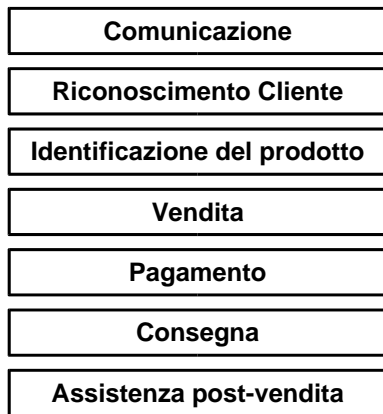 Comunicazione
Riconoscimento Cliente
Identificazione del prodotto
Vendita
Pagamento
Consegna
Assistenza post-vendita